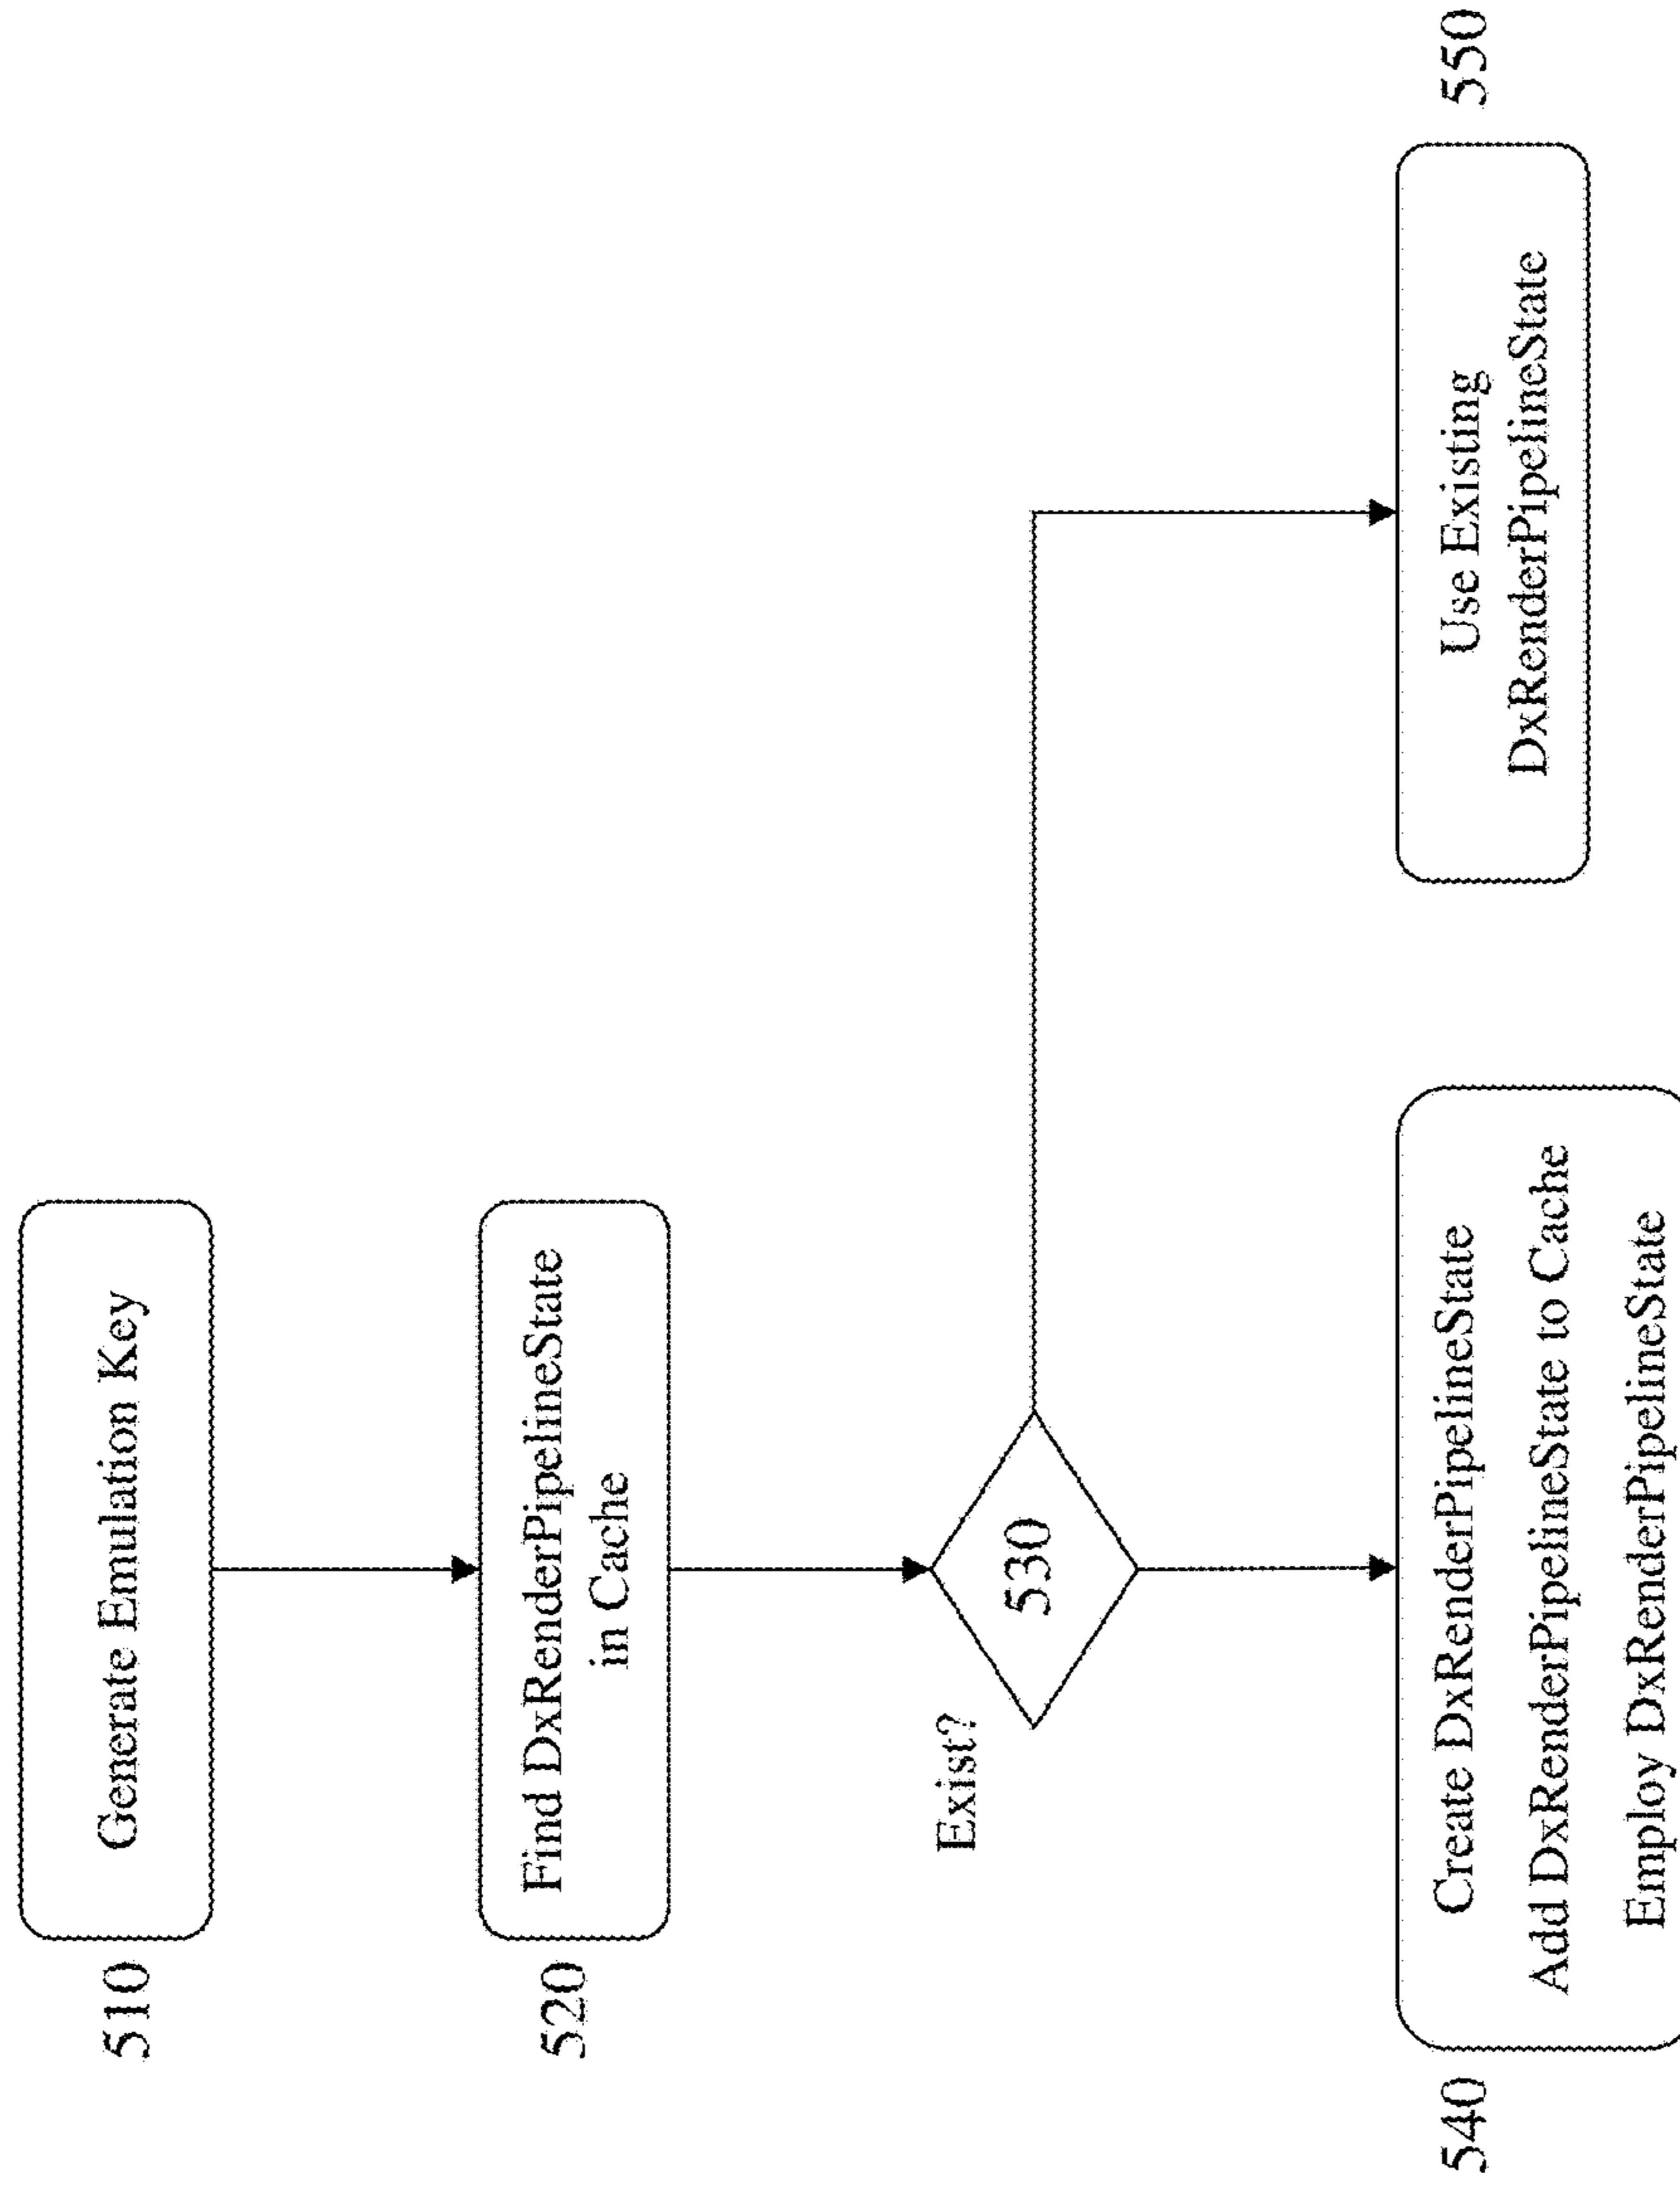 510
Generate Emulation Key
520
Find DxRenderPipelineState
in Cache
Exist?
530
540
Create DxRenderPipelineState
Add DxRenderPipelineState to Cache
Employ DxRenderPipelineState
Use Existing
DxRenderPipelineState
550